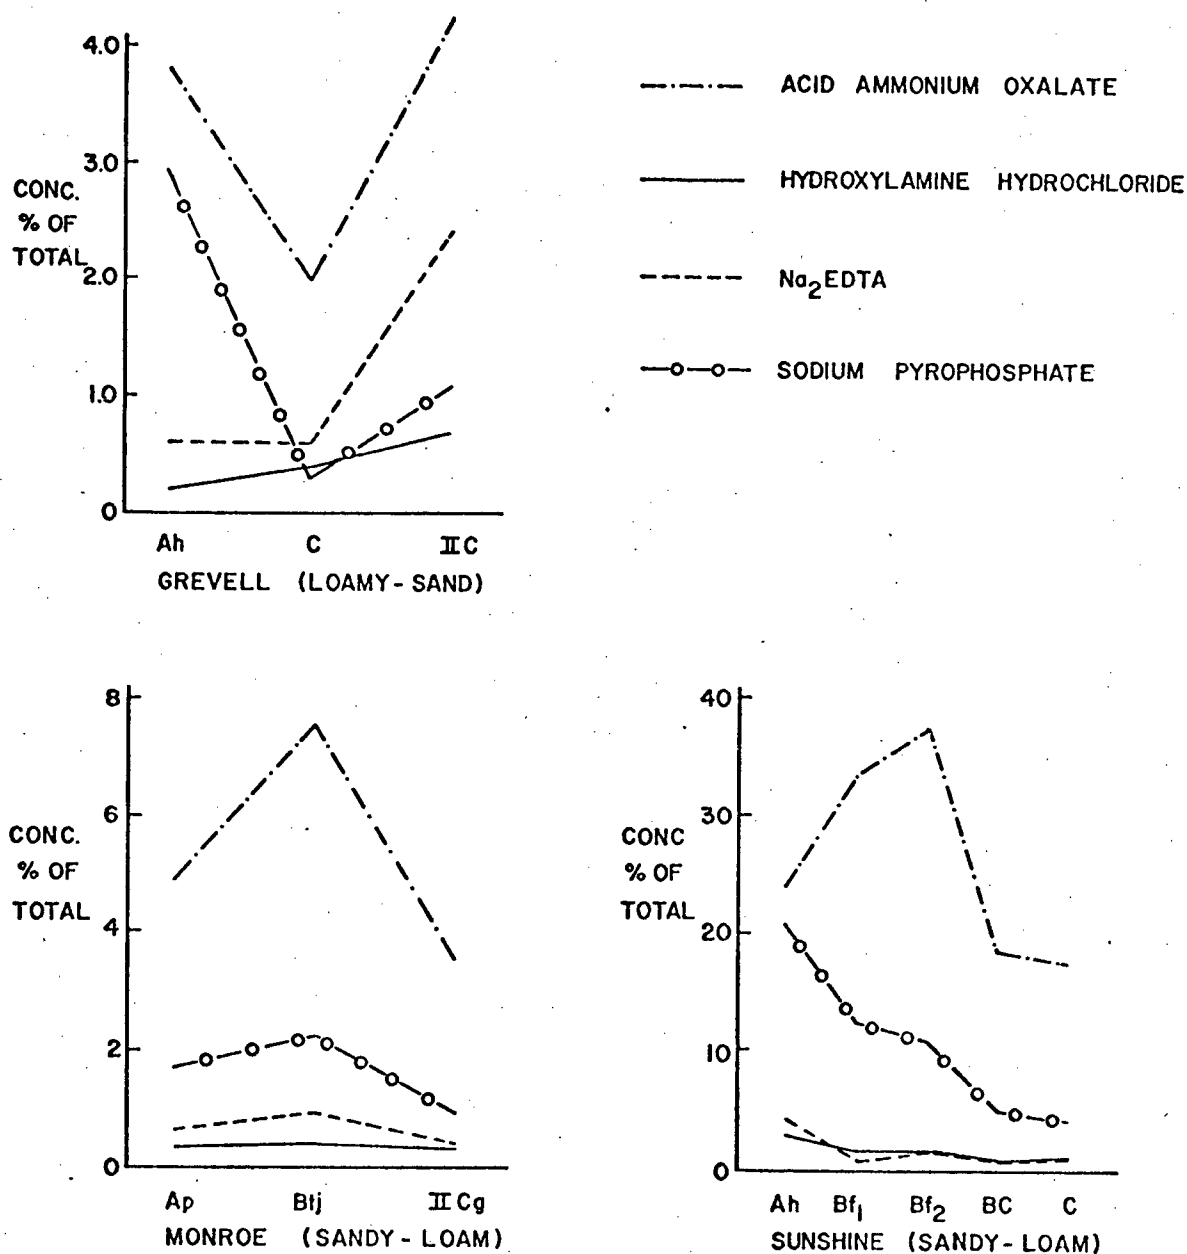 4.0
3.0
CONC.
% OF
TOTAL
2.0
1.0
0
Ah C IIC
GREVELL (LOAMY-SAND)
ACID AMMONIUM OXALATE
HYDROXYLAMINE HYDROCHLORIDE
Na2EDTA
SODIUM PYROPHOSPHATE
8
6
CONC.
% OF
TOTAL
4
2
0
Ap Btj IICg
MONROE (SANDY-LOAM)
40
30
CONC
% OF
TOTAL
20
10
0
Ah Bf1 Bf2 BC C
SUNSHINE (SANDY-LOAM)